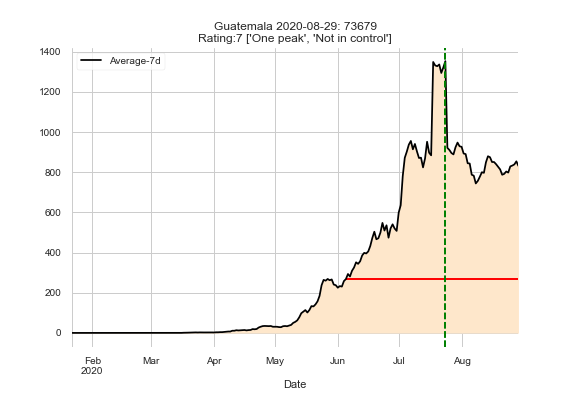 Guatemala 2020-08-29: 73679
Rating:7 ['One peak', 'Not in control']
Average-7d
1400
1200
1000
800
600
400
200
0
Feb Mar Apr May Jun Jul Aug
2020
Date